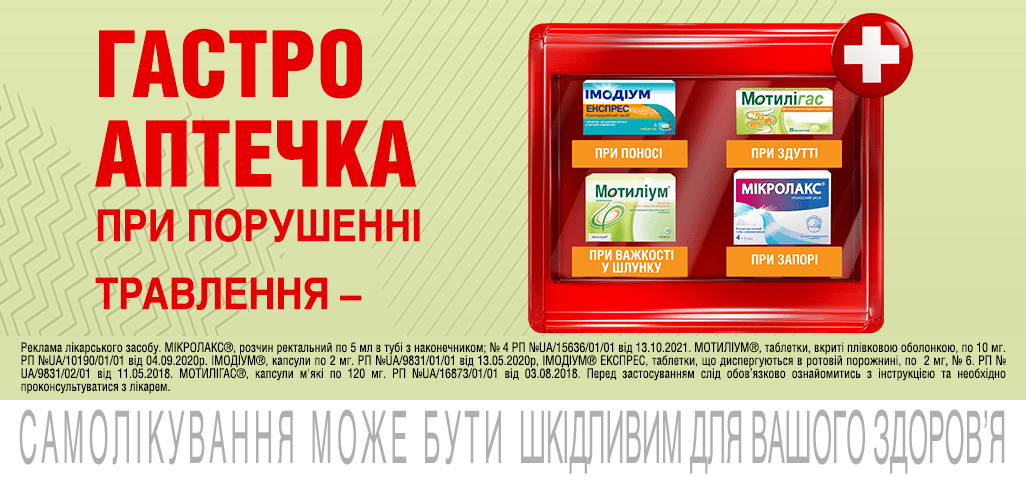 ГАСТРО
АПТЕЧКА
ПРИ ПОРУШЕННІ
ТРАВЛЕННЯ –
ІМОДІУМ®
ЕКСПРЕС
ПРИ ПОНОСІ
Мотилігас
ПРИ ЗДУТТІ
Мотиліум®
ПРИ ВАЖКОСТІ
У ШЛУНКУ
МІКРОЛАКС®
ПРИ ЗАПОРІ
Реклама лікарського засобу. МІКРОЛАКС®, розчин ректальний по 5 мл в тубі з наконечником; № 4 РП №UA/15636/01/01 від 13.10.2021. МОТИЛІУМ®, таблетки, вкриті плівковою оболонкою, по 10 мг.
РП №UA/10190/01/01 від 04.09.2020р. ІМОДІУМ®, капсули по 2 мг. РП №UA/9831/01/01 від 13.05.2020р, ІМОДІУМ® ЕКСПРЕС, таблетки, що диспергуються в ротовій порожнині, по 2 мг, № 6. РП №
UA/9831/02/01 від 11.05.2018. МОТИЛІГАС®, капсули м'які по 120 мг. РП №UA/16873/01/01 від 03.08.2018. Перед застосуванням слід обов'язково ознайомитись з інструкцією та необхідно
проконсультуватися з лікарем.
САМОЛІКУВАННЯ МОЖЕ БУТИ ШКІДЛИВИМ ДЛЯ ВАШОГО ЗДОРОВ'Я